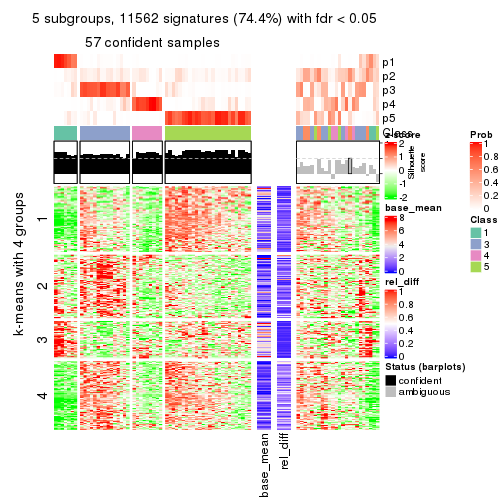 5 subgroups, 11562 signatures (74.4%) with fdr < 0.05
57 confident samples
p1
p2
p3
p4
p5
Class
z-score
2
1
0
-1
-2
Silhouette
score
Prob
1
0.8
0.6
0.4
0.2
0
base_mean
8
6
4
2
0
Class
1
3
4
5
rel_diff
1
0.8
0.6
0.4
0.2
0
Status (barplots)
confident
ambiguous
k-means with 4 groups
1
2
3
4
base_mean
rel_diff